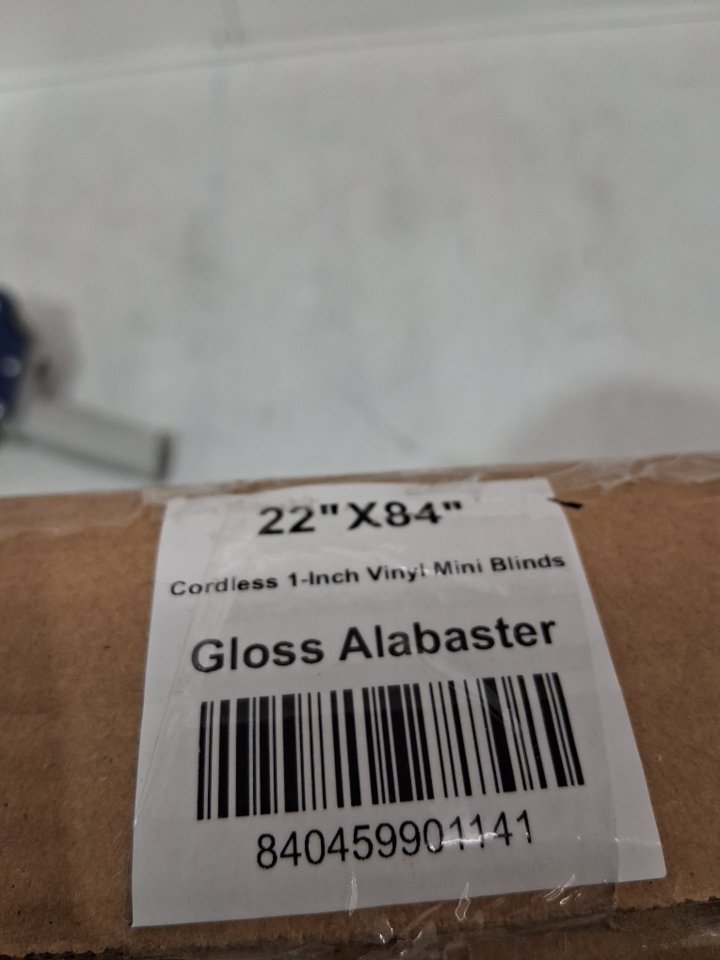 22"X84"
Cordless 1-Inch Vinyl Mini Blinds
Gloss Alabaster
840459901141